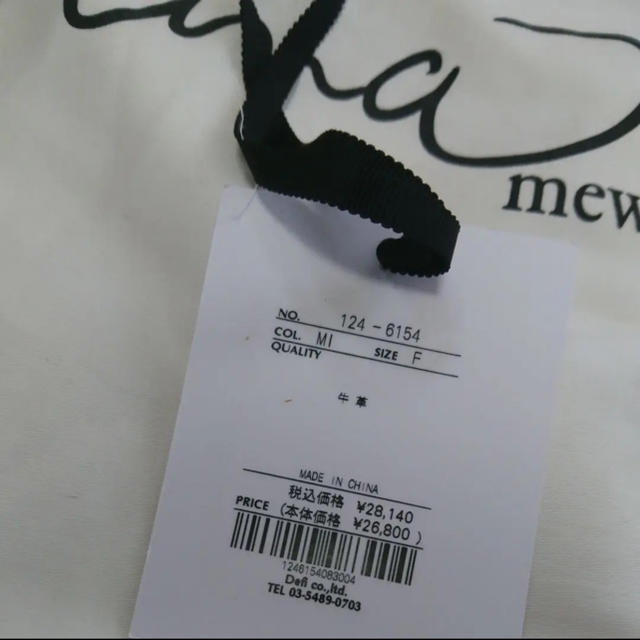 mew
NO. 124-6154
COL. MI SIZE F
QUALITY
牛革
MADE IN CHINA
税込価格 ¥28,140
PRICE (本体価格 ¥26,800)
1246154083004
Defi co.,ltd.
TEL 03-5489-0703